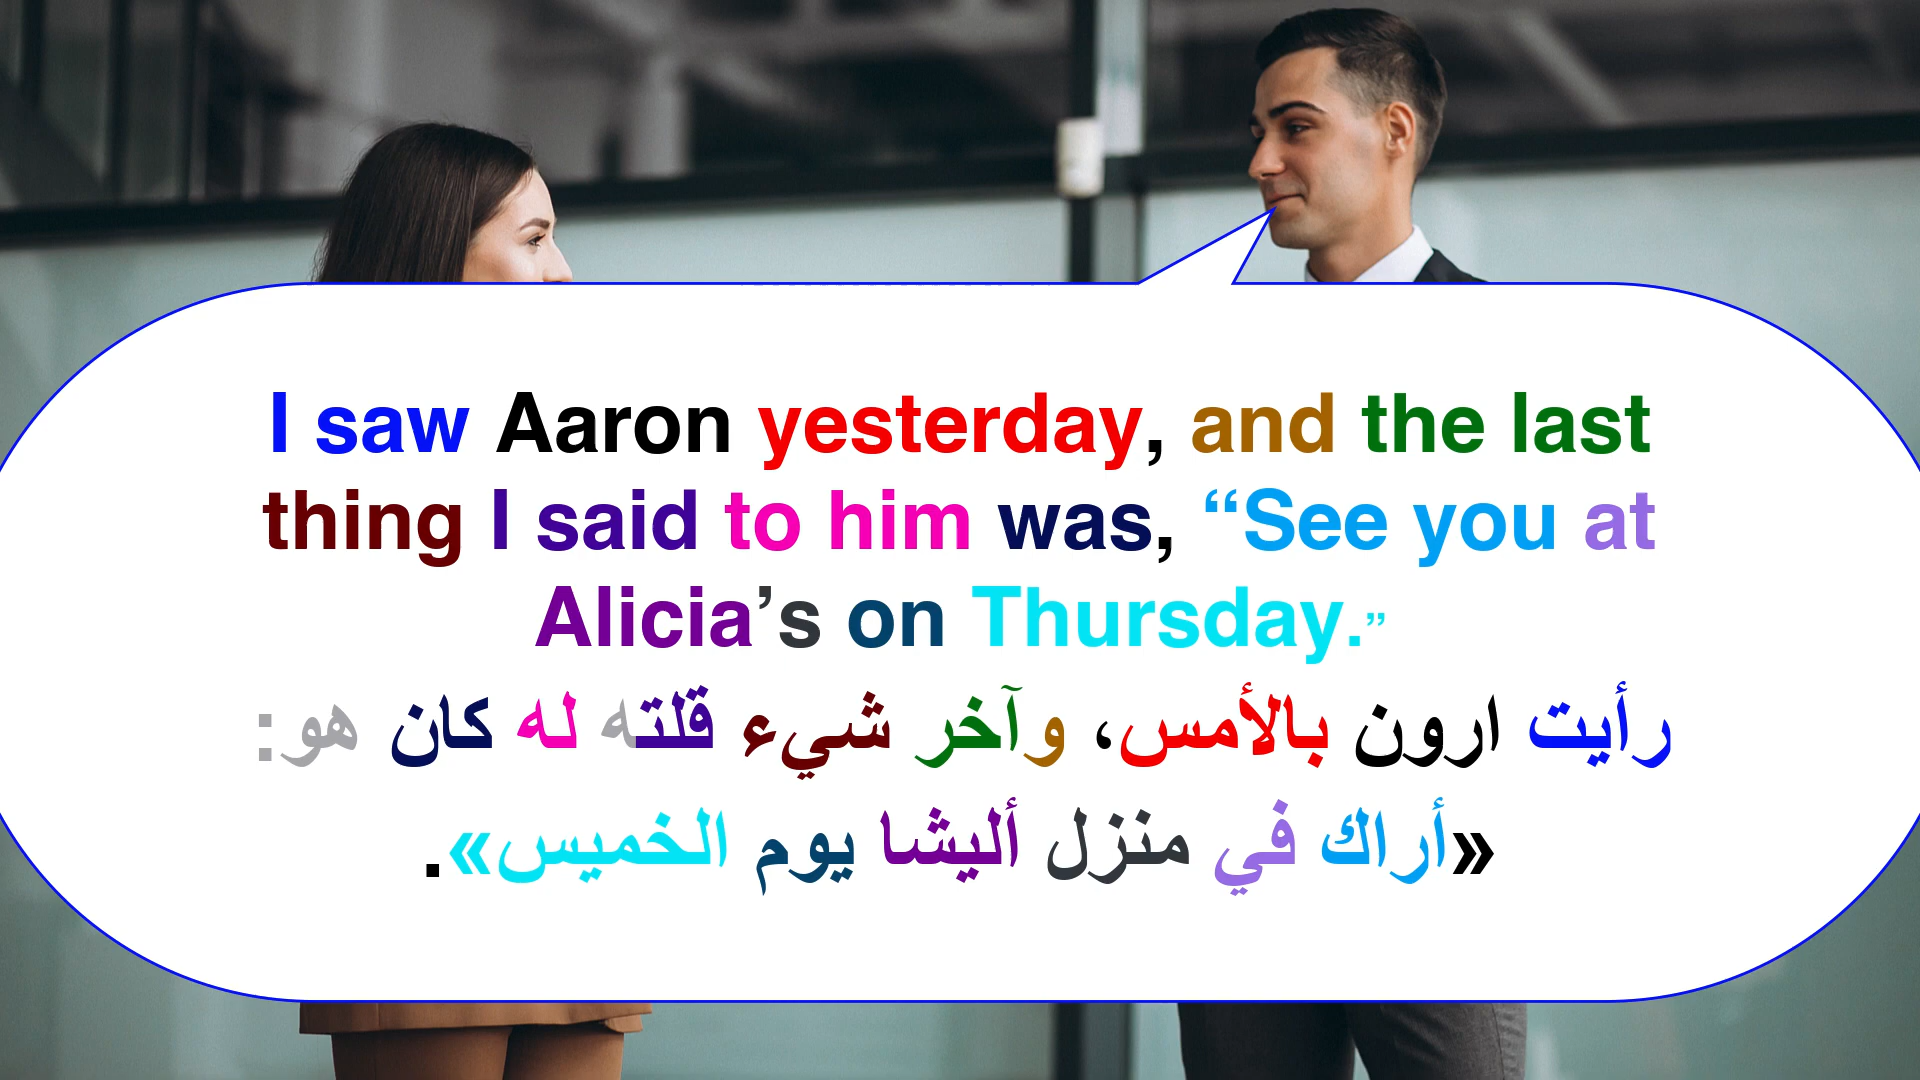 I saw Aaron yesterday, and the last
thing I said to him was, “See you at
Alicia’s on Thursday.”
رأيت ارون بالأمس، وآخر شيء قلته له كان هو:
«أراك في منزل أليشا يوم الخميس».